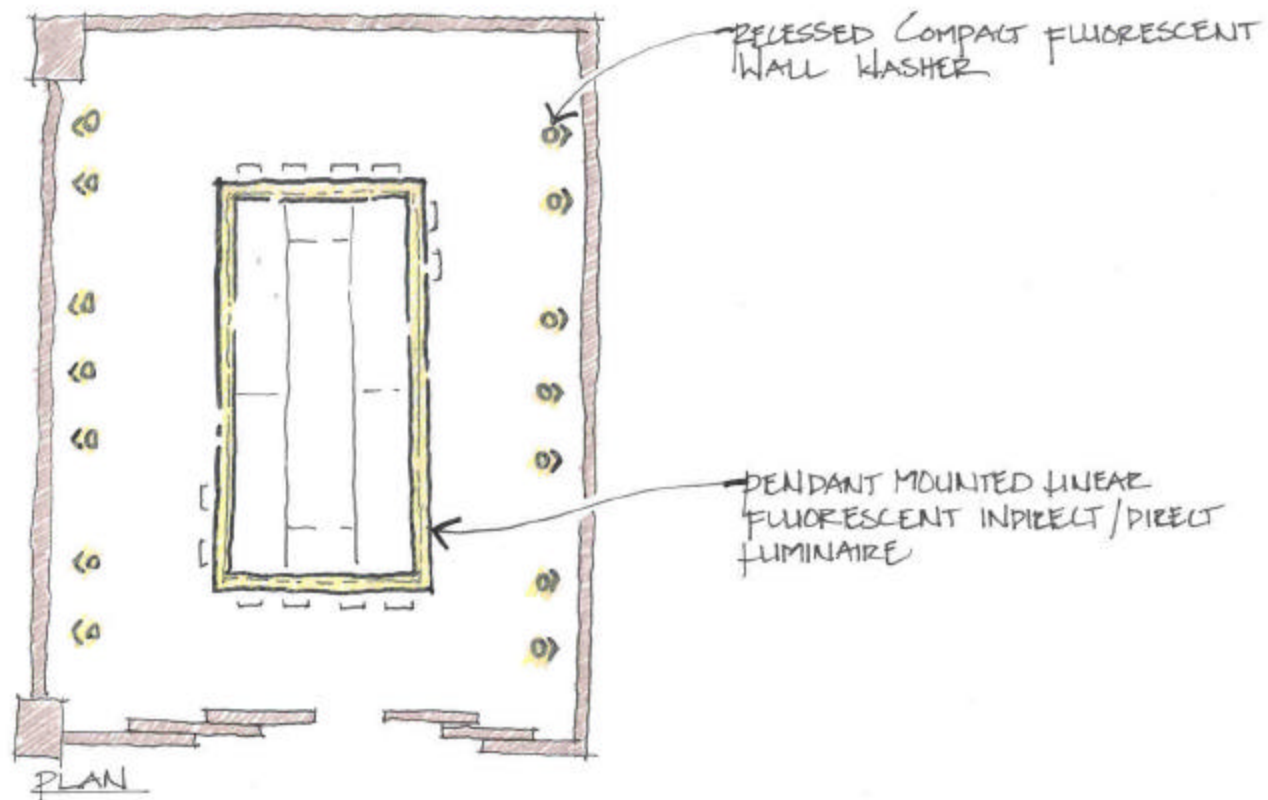 RECESSED COMPACT FLUORESCENT
WALL WASHER
PENDANT MOUNTED LINEAR
FLUORESCENT INDIRECT/DIRECT
LUMINAIRE
PLAN